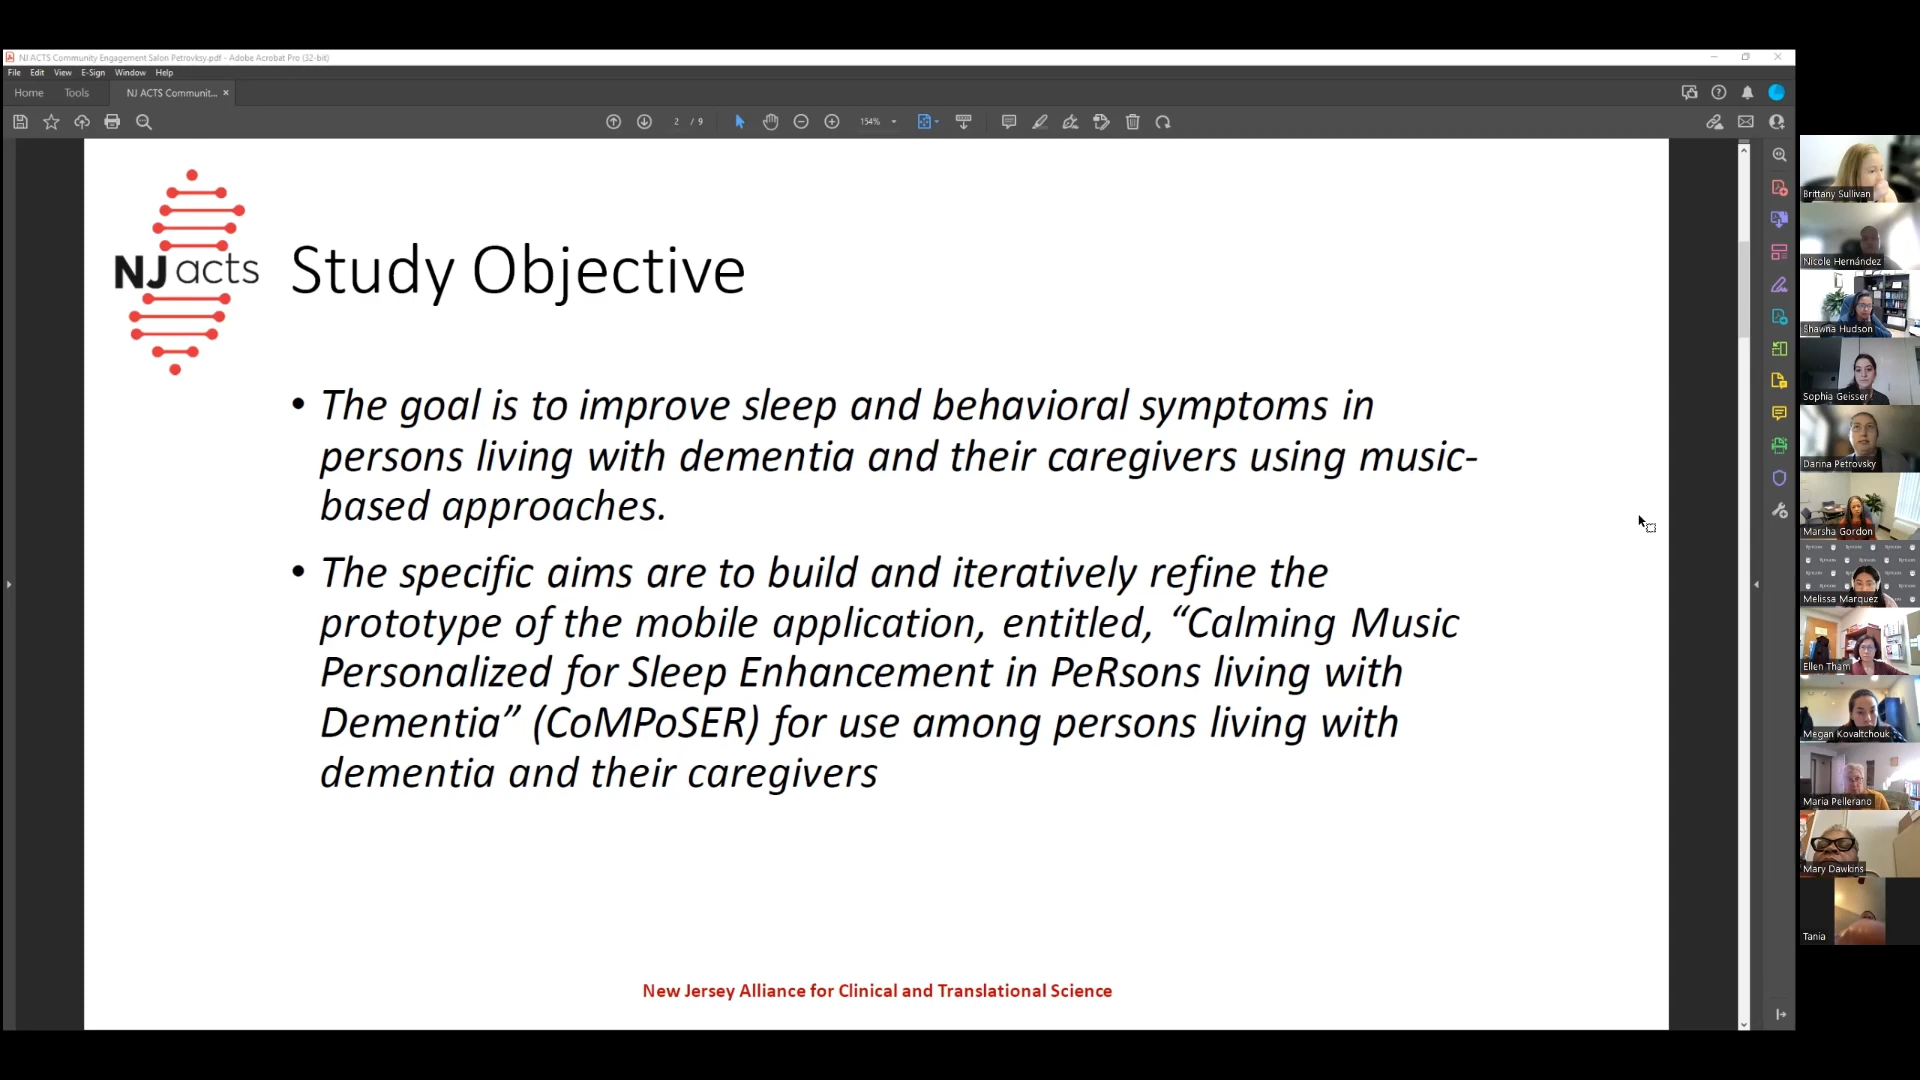 NJ ACTS Community Engagement Salon Petrovksy.pdf - Adobe Acrobat Pro (32-bit)
File Edit View E-Sign Window Help
Home Tools NJ ACTS Communit... ×
2 / 9 154%
NJ acts
Study Objective
• The goal is to improve sleep and behavioral symptoms in
persons living with dementia and their caregivers using music-
based approaches.
• The specific aims are to build and iteratively refine the
prototype of the mobile application, entitled, “Calming Music
Personalized for Sleep Enhancement in PeRsons living with
Dementia” (CoMPoSER) for use among persons living with
dementia and their caregivers
New Jersey Alliance for Clinical and Translational Science
Brittany Sullivan
Nicole Hernández
Shawna Hudson
Sophia Geisser
Darina Petrovsky
Marsha Gordon
Melissa Marquez
Ellen Tham
Megan Kovaltchouk
Maria Pellerano
Mary Dawkins
Tania